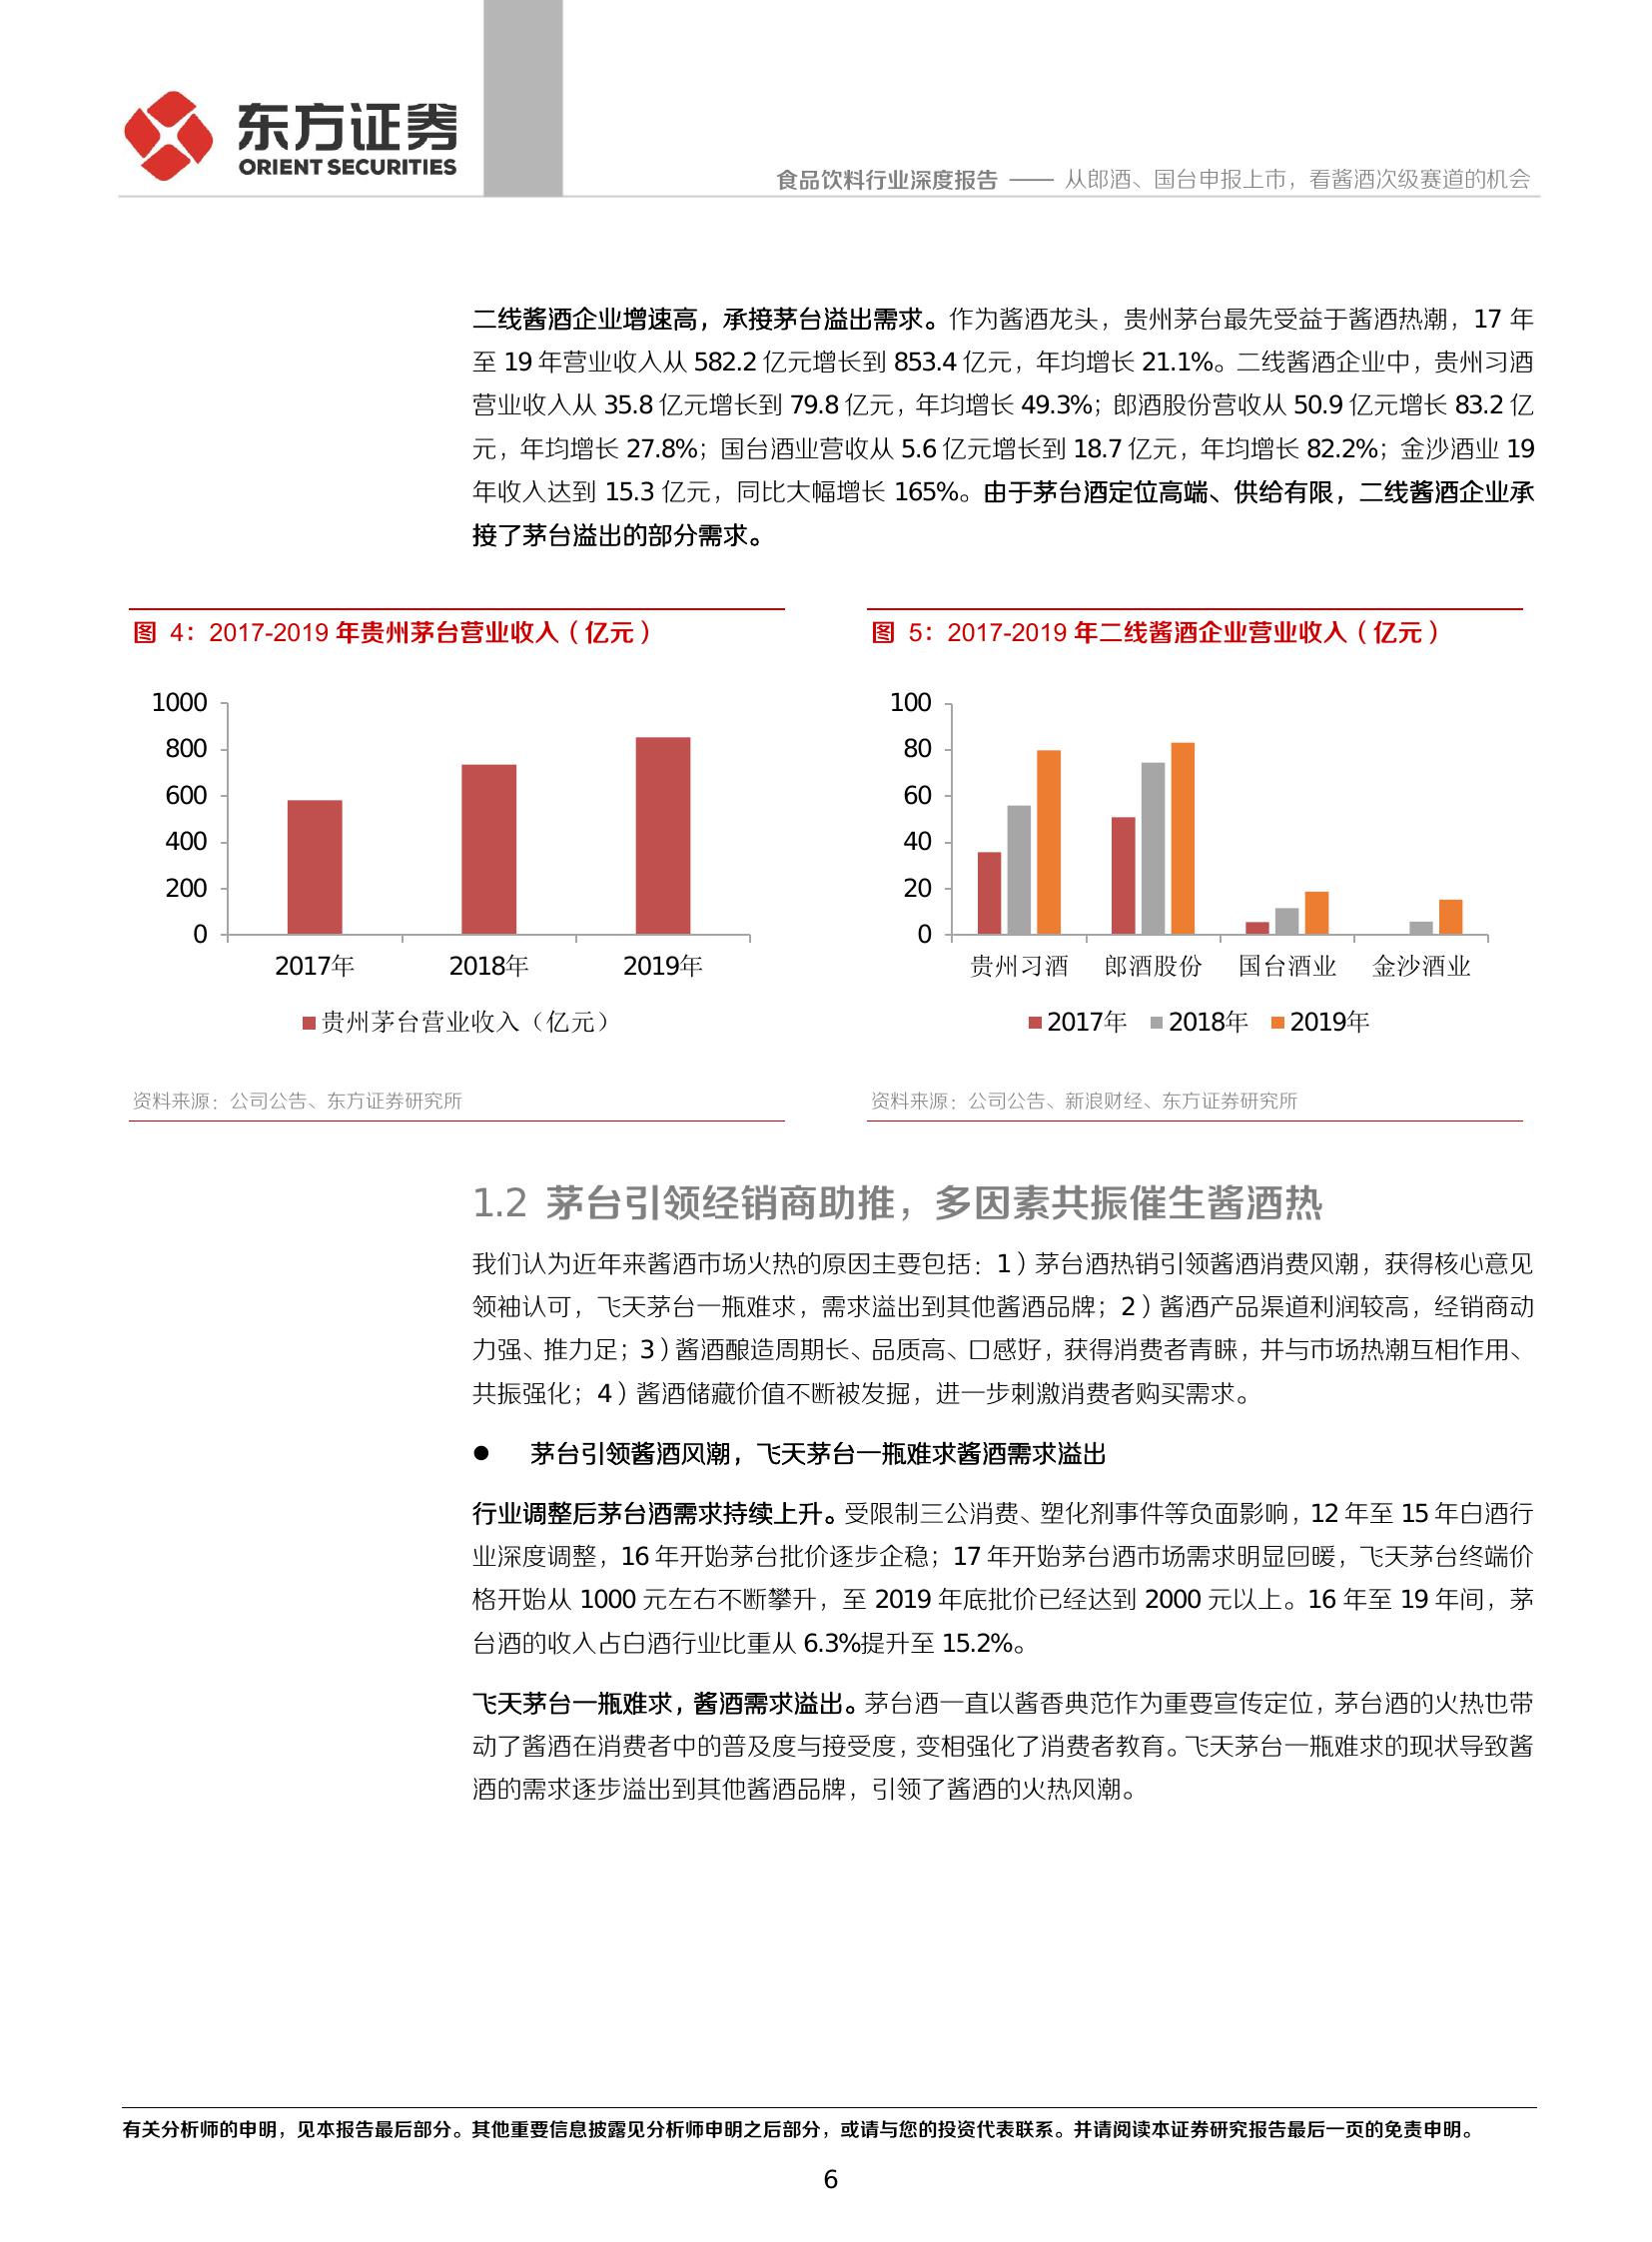 东方证券
ORIENT SECURITIES
食品饮料行业深度报告 —— 从郎酒、国台申报上市，看酱酒次级赛道的机会
二线酱酒企业增速高，承接茅台溢出需求。作为酱酒龙头，贵州茅台最先受益于酱酒热潮，17 年
至 19 年营业收入从 582.2 亿元增长到 853.4 亿元，年均增长 21.1%。二线酱酒企业中，贵州习酒
营业收入从 35.8 亿元增长到 79.8 亿元，年均增长 49.3%；郎酒股份营收从 50.9 亿元增长 83.2 亿
元，年均增长 27.8%；国台酒业营收从 5.6 亿元增长到 18.7 亿元，年均增长 82.2%；金沙酒业 19
年收入达到 15.3 亿元，同比大幅增长 165%。由于茅台酒定位高端、供给有限，二线酱酒企业承
接了茅台溢出的部分需求。
图 4：2017-2019 年贵州茅台营业收入（亿元）
1000
800
600
400
200
0
2017年 2018年 2019年
贵州茅台营业收入（亿元）
资料来源：公司公告、东方证券研究所
图 5：2017-2019 年二线酱酒企业营业收入（亿元）
100
80
60
40
20
0
贵州习酒 郎酒股份 国台酒业 金沙酒业
2017年 2018年 2019年
资料来源：公司公告、新浪财经、东方证券研究所
1.2 茅台引领经销商助推，多因素共振催生酱酒热
我们认为近年来酱酒市场火热的原因主要包括：1）茅台酒热销引领酱酒消费风潮，获得核心意见
领袖认可，飞天茅台一瓶难求，需求溢出到其他酱酒品牌；2）酱酒产品渠道利润较高，经销商动
力强、推力足；3）酱酒酿造周期长、品质高、口感好，获得消费者青睐，并与市场热潮互相作用、
共振强化；4）酱酒储藏价值不断被发掘，进一步刺激消费者购买需求。
● 茅台引领酱酒风潮，飞天茅台一瓶难求酱酒需求溢出
行业调整后茅台酒需求持续上升。受限制三公消费、塑化剂事件等负面影响，12 年至 15 年白酒行
业深度调整，16 年开始茅台批价逐步企稳；17 年开始茅台酒市场需求明显回暖，飞天茅台终端价
格开始从 1000 元左右不断攀升，至 2019 年底批价已经达到 2000 元以上。16 年至 19 年间，茅
台酒的收入占白酒行业比重从 6.3%提升至 15.2%。
飞天茅台一瓶难求，酱酒需求溢出。茅台酒一直以酱香典范作为重要宣传定位，茅台酒的火热也带
动了酱酒在消费者中的普及度与接受度，变相强化了消费者教育。飞天茅台一瓶难求的现状导致酱
酒的需求逐步溢出到其他酱酒品牌，引领了酱酒的火热风潮。
有关分析师的申明，见本报告最后部分。其他重要信息披露见分析师申明之后部分，或请与您的投资代表联系。并请阅读本证券研究报告最后一页的免责申明。
6